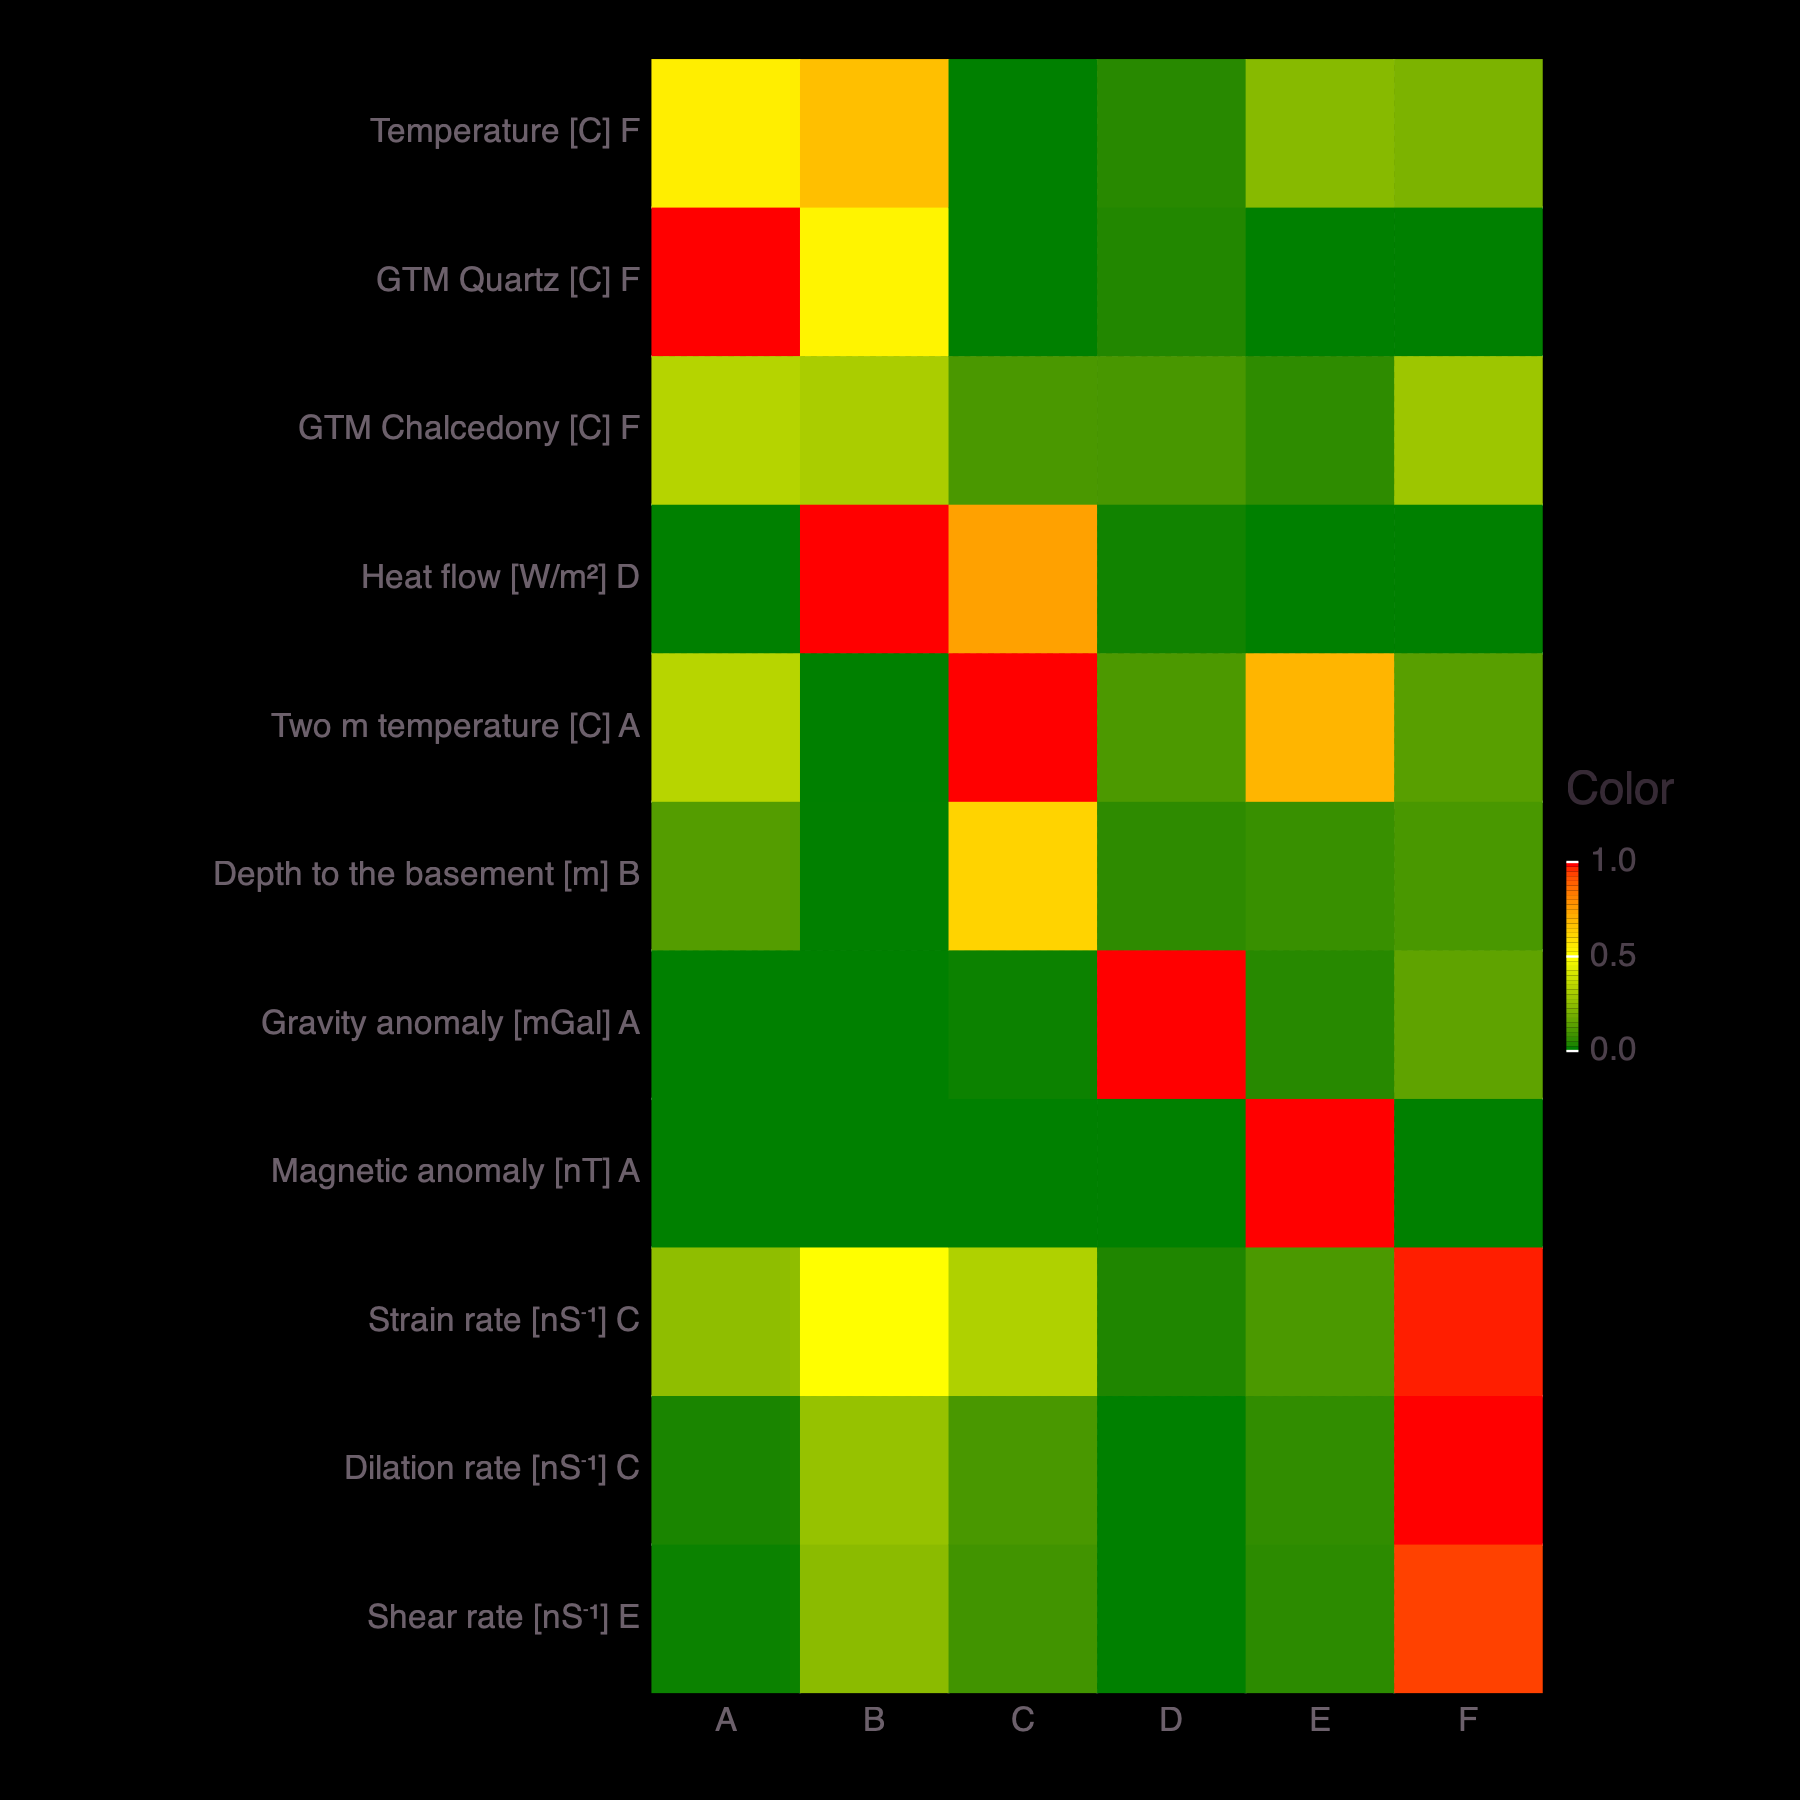 Temperature [C] F
GTM Quartz [C] F
GTM Chalcedony [C] F
Heat flow [W/m²] D
Two m temperature [C] A
Depth to the basement [m] B
Gravity anomaly [mGal] A
Magnetic anomaly [nT] A
Strain rate [nS⁻¹] C
Dilation rate [nS⁻¹] C
Shear rate [nS⁻¹] E
A B C D E F
Color
1.0
0.5
0.0